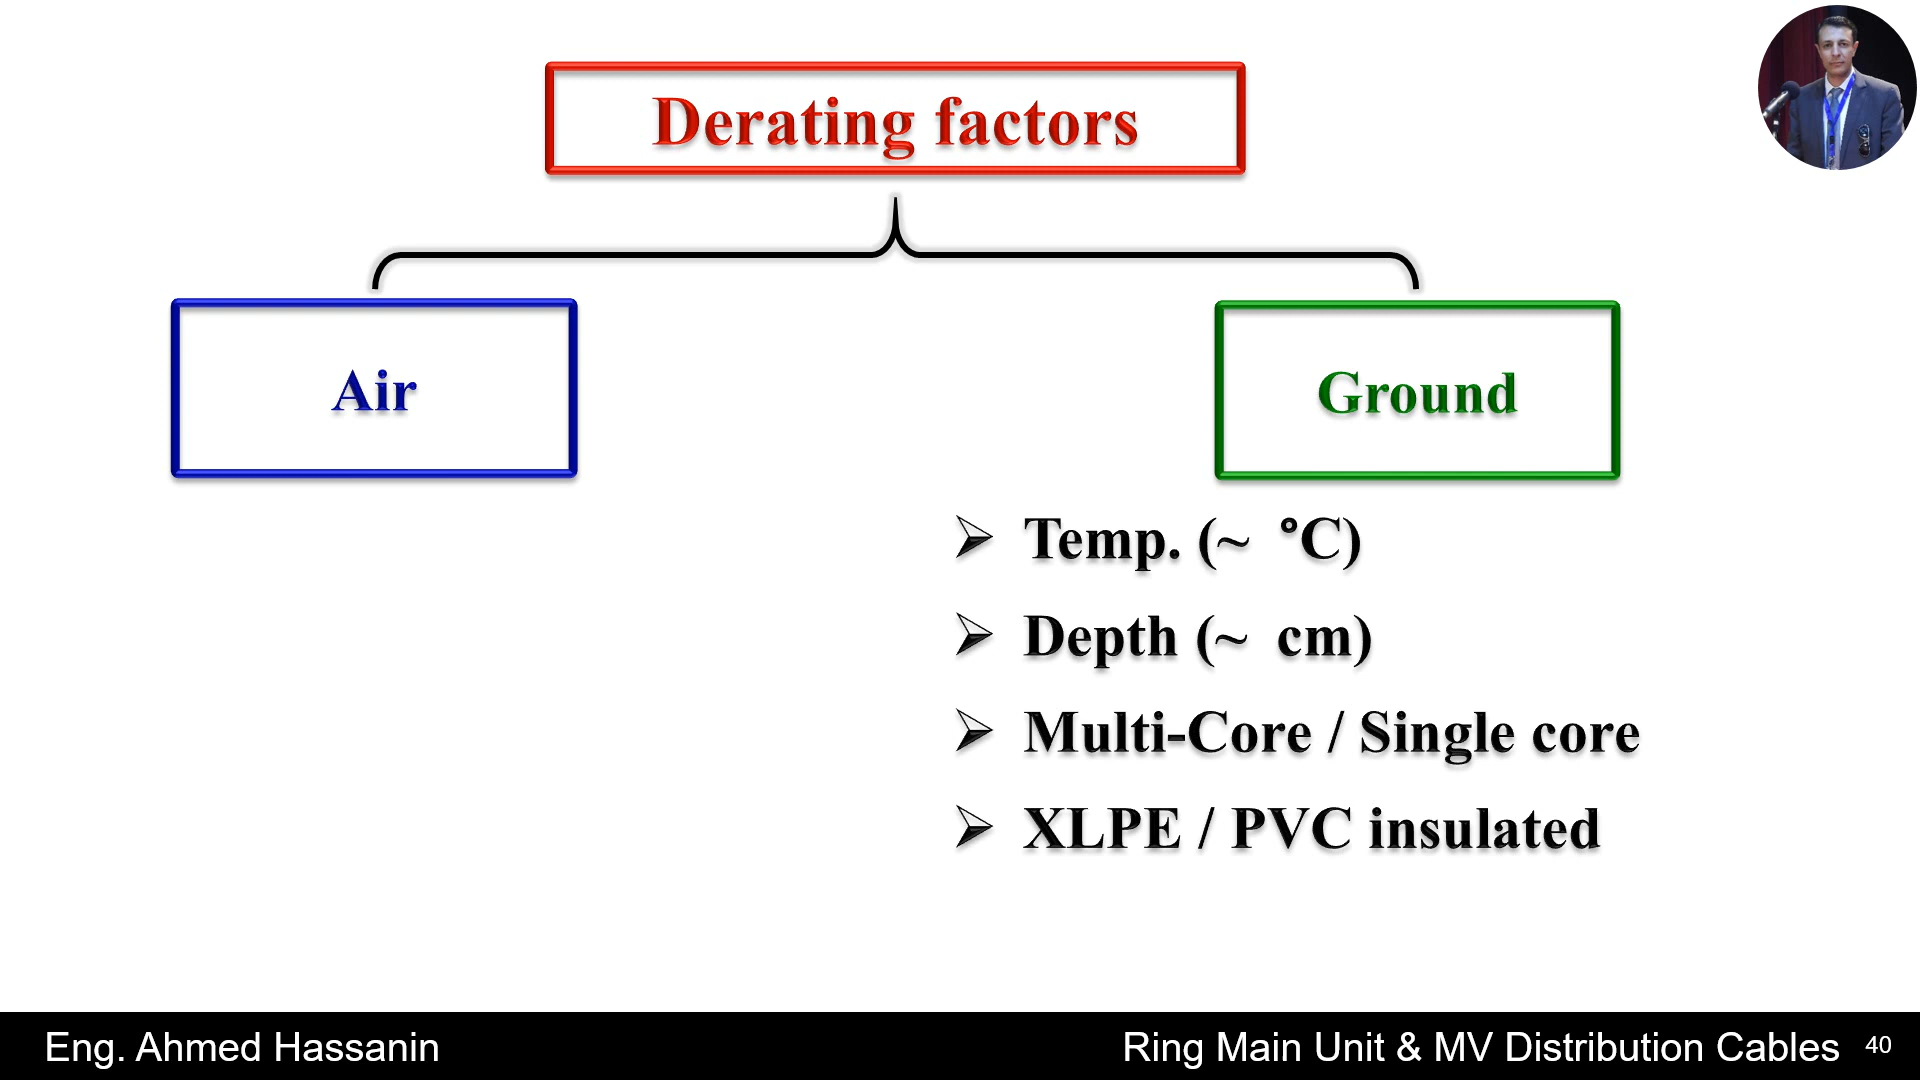 Derating factors
Air
Ground
➢ Temp. (~ °C)
➢ Depth (~ cm)
➢ Multi-Core / Single core
➢ XLPE / PVC insulated
Eng. Ahmed Hassanin
Ring Main Unit & MV Distribution Cables 40